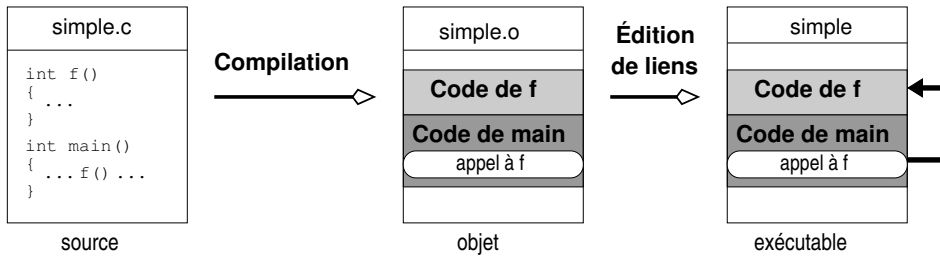 simple.c
int f()
{
...
}
int main()
{
... f() ...
}
source
Compilation
simple.o
Code de f
Code de main
appel à f
objet
Édition
de liens
simple
Code de f
Code de main
appel à f
exécutable